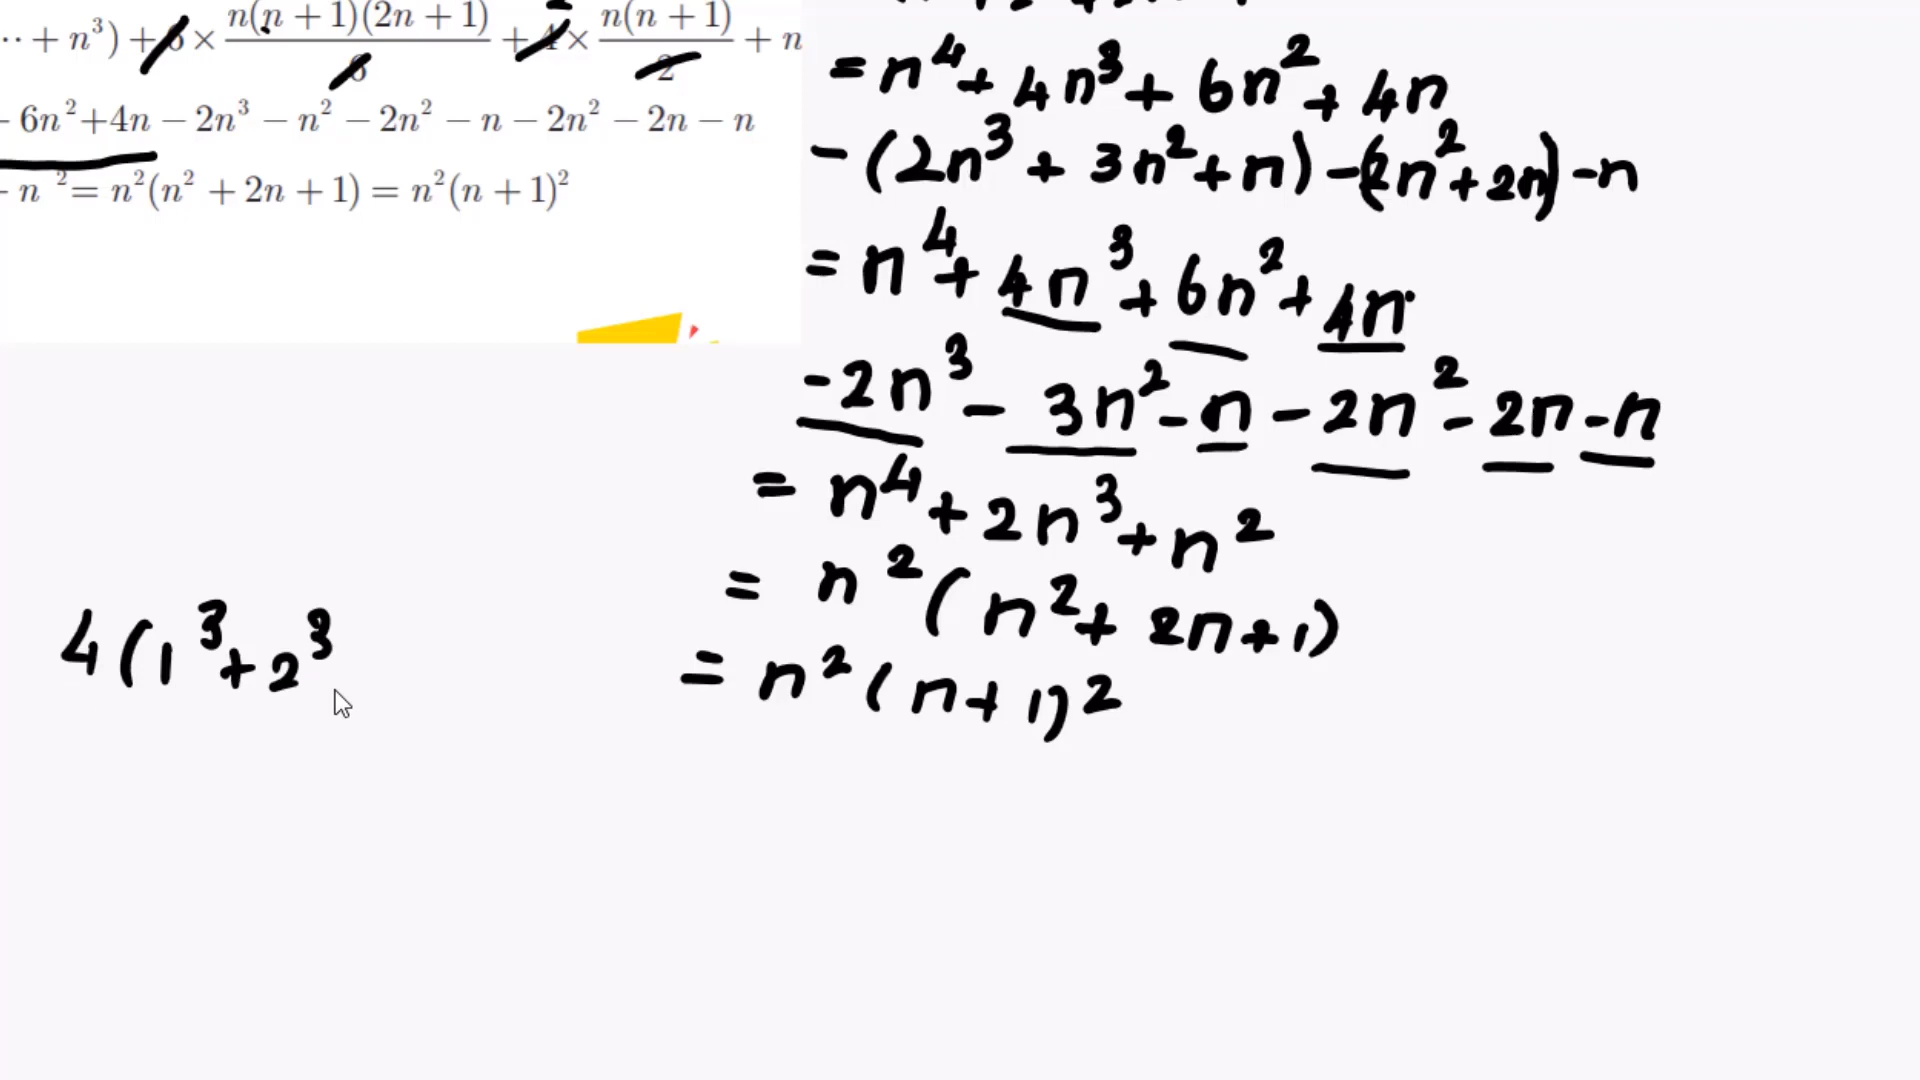 ·· + n³) + 6 × n(n + 1)(2n + 1)/6 + 4 × n(n + 1)/2 + n
- 6n² + 4n − 2n³ − n² − 2n² − n − 2n² − 2n − n
- n² = n²(n² + 2n + 1) = n²(n + 1)²
= n⁴ + 4n³ + 6n² + 4n
- (2n³ + 3n² + n) - (2n² + 2n) - n
= n⁴ + 4n³ + 6n² + 4n
- 2n³ - 3n² - n - 2n² - 2n - n
= n⁴ + 2n³ + n²
= n² (n² + 2n + 1)
= n² (n + 1)²
4 (1³ + 2³